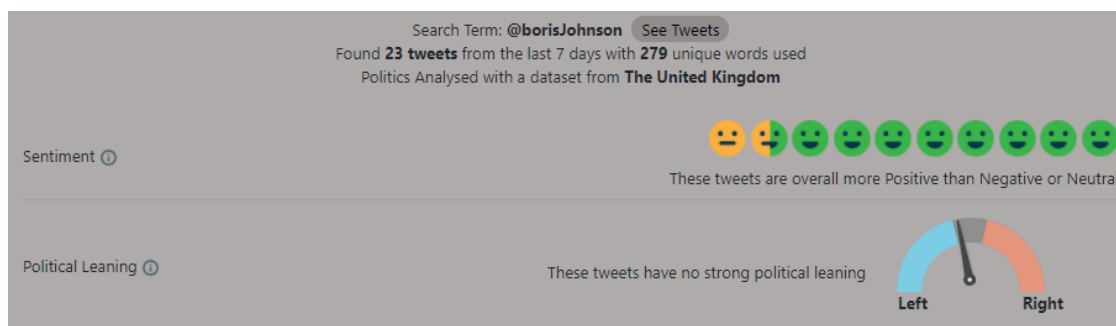 Search Term: @borisJohnson See Tweets
Found 23 tweets from the last 7 days with 279 unique words used
Politics Analysed with a dataset from The United Kingdom
Sentiment
These tweets are overall more Positive than Negative or Neutra
Political Leaning
These tweets have no strong political leaning
Left Right